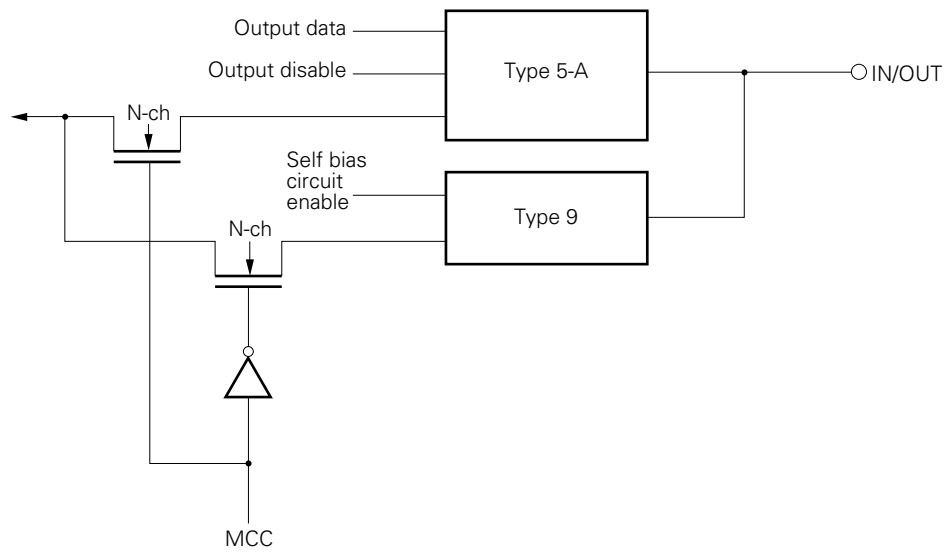 Output data
Output disable
Type 5-A
IN/OUT
N-ch
Self bias
circuit
enable
Type 9
N-ch
MCC